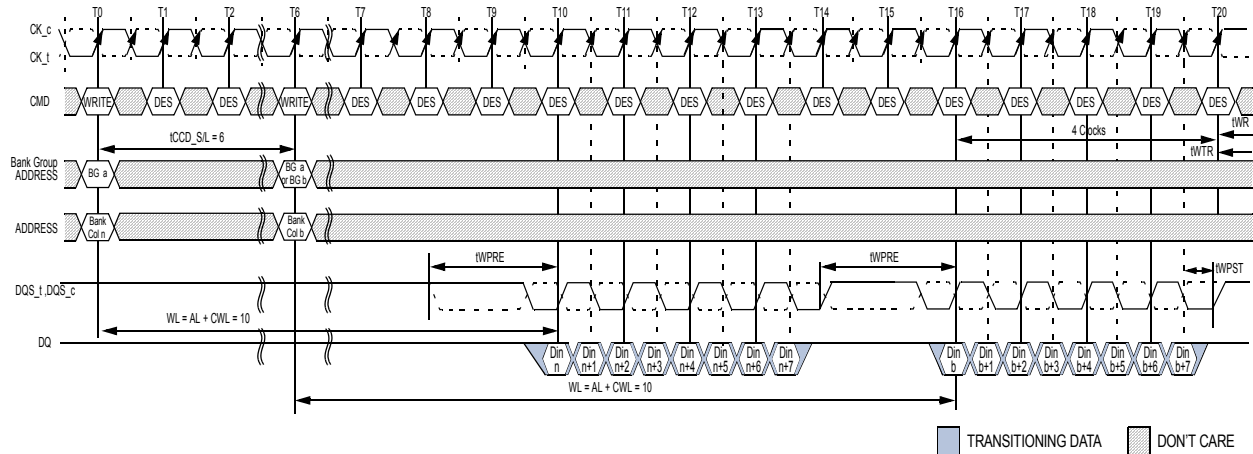 T0 T1 T2 T6 T7 T8 T9 T10 T11 T12 T13 T14 T15 T16 T17 T18 T19 T20
CK_c
CK_t
CMD WRITE DES DES WRITE DES DES DES DES DES DES DES DES DES DES DES DES DES DES
tCCD_S/L = 6
4 Clocks
tWR
tWTR
Bank Group
ADDRESS
BG a
BG a
or BG b
ADDRESS
Bank
Col n
Bank
Col b
tWPRE
tWPRE
tWPST
DQS_t ,DQS_c
WL = AL + CWL = 10
DQ
Din
n
Din
n+1
Din
n+2
Din
n+3
Din
n+4
Din
n+5
Din
n+6
Din
n+7
Din
b
Din
b+1
Din
b+2
Din
b+3
Din
b+4
Din
b+5
Din
b+6
Din
b+7
WL = AL + CWL = 10
TRANSITIONING DATA
DON'T CARE